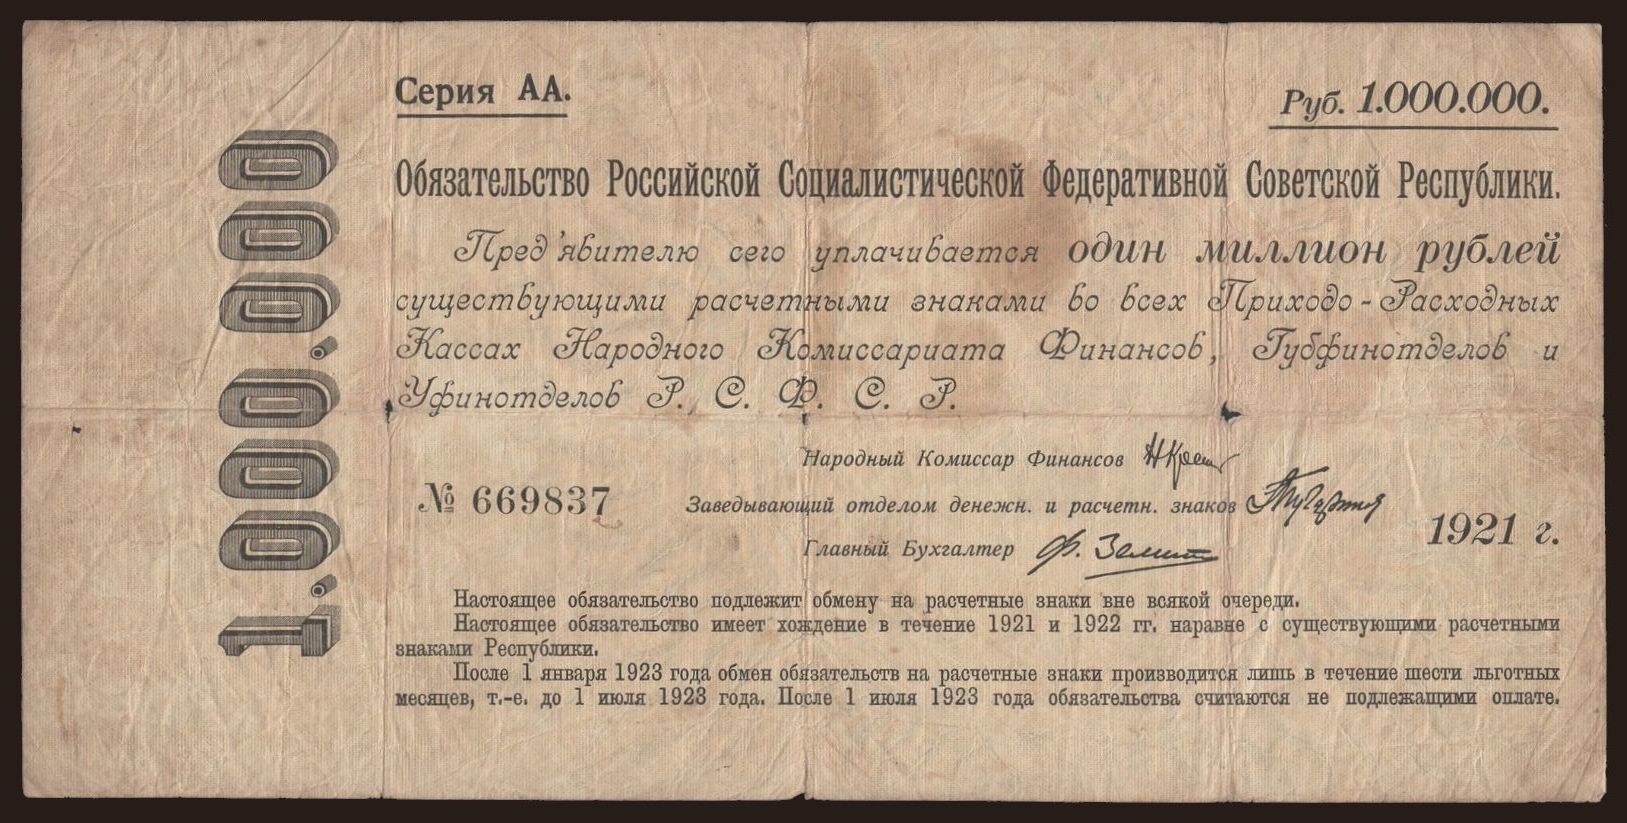 Серия АА.
Руб. 1.000.000.
1.000.000
Обязательство Российской Социалистической Федеративной Советской Республики.
Пред'явителю сего уплачивается один миллион рублей
существующими расчетными знаками во всех Приходо-Расходных
Кассах Народного Комиссариата Финансов, Губфинотделов и
Уфинотделов Р. С. Ф. С. Р.
Народный Комиссар Финансов
№ 669837
Заведывающий отделом денежн. и расчетн. знаков
1921 г.
Главный Бухгалтер
Настоящее обязательство подлежит обмену на расчетные знаки вне всякой очереди.
Настоящее обязательство имеет хождение в течение 1921 и 1922 гг. наравне с существующими расчетными
знаками Республики.
После 1 января 1923 года обмен обязательств на расчетные знаки производится лишь в течение шести льготных
месяцев, т.-е. до 1 июля 1923 года. После 1 июля 1923 года обязательства считаются не подлежащими оплате.